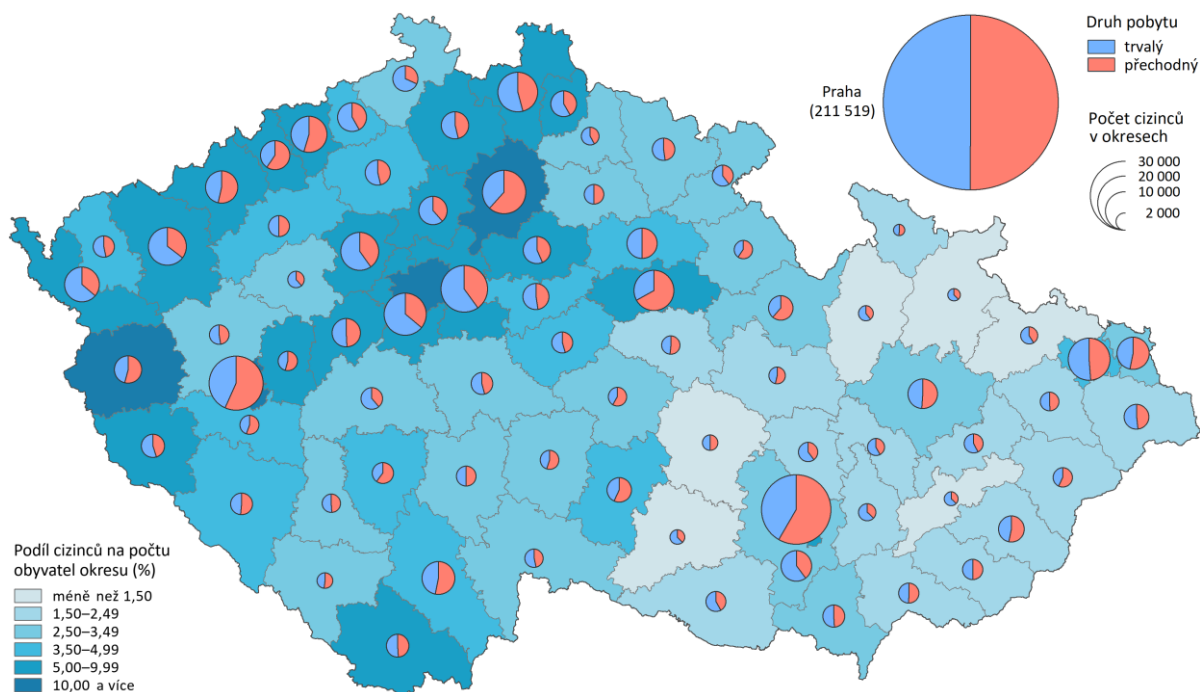 Druh pobytu
trvalý
přechodný
Praha
(211 519)
Počet cizinců
v okresech
30 000
20 000
10 000
2 000
Podíl cizinců na počtu
obyvatel okresu (%)
méně než 1,50
1,50–2,49
2,50–3,49
3,50–4,99
5,00–9,99
10,00 a více